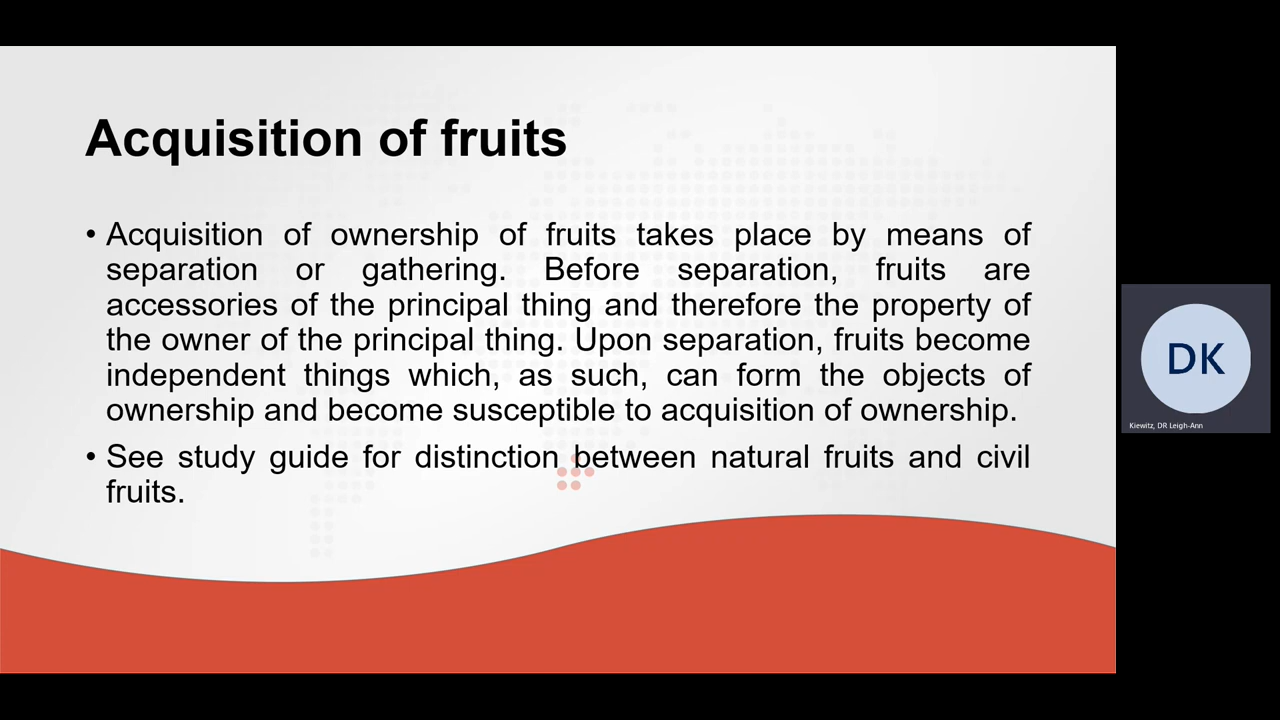 Acquisition of fruits
• Acquisition of ownership of fruits takes place by means of
separation or gathering. Before separation, fruits are
accessories of the principal thing and therefore the property of
the owner of the principal thing. Upon separation, fruits become
independent things which, as such, can form the objects of
ownership and become susceptible to acquisition of ownership.
• See study guide for distinction between natural fruits and civil
fruits.
DK
Kiewitz, DR Leigh-Ann